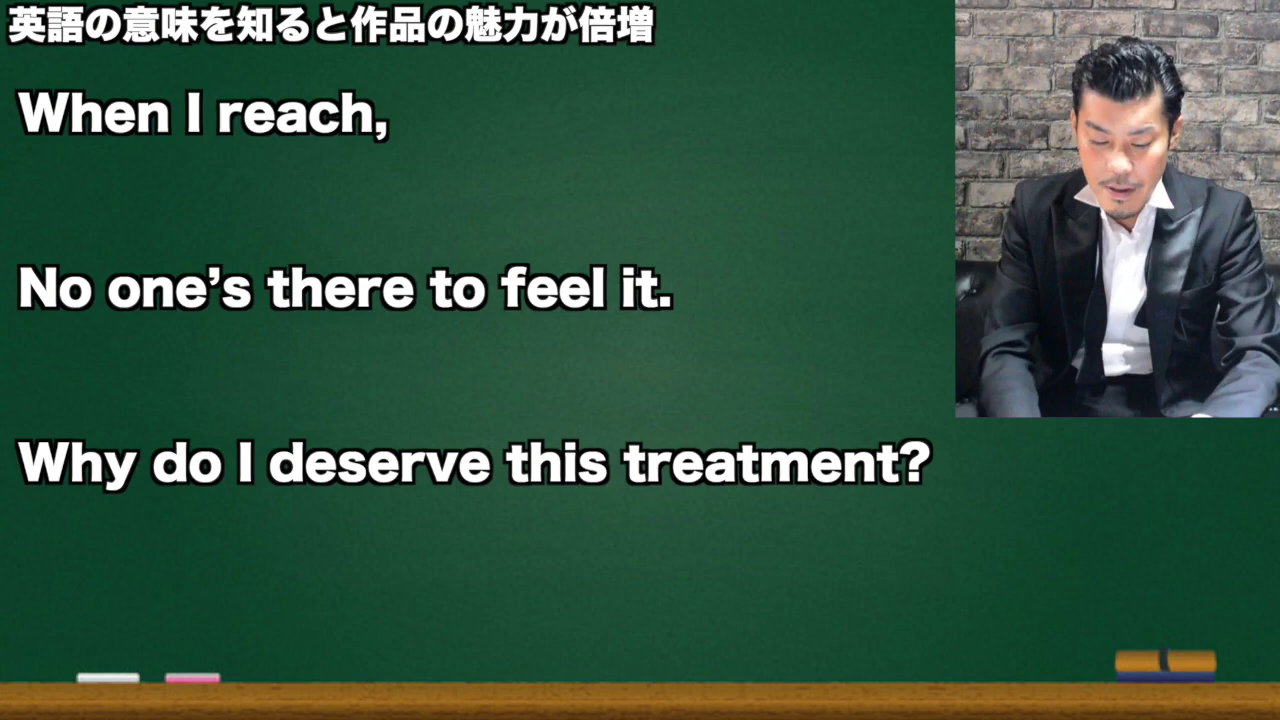 英語の意味を知ると作品の魅力が倍増
When I reach,
No one’s there to feel it.
Why do I deserve this treatment?